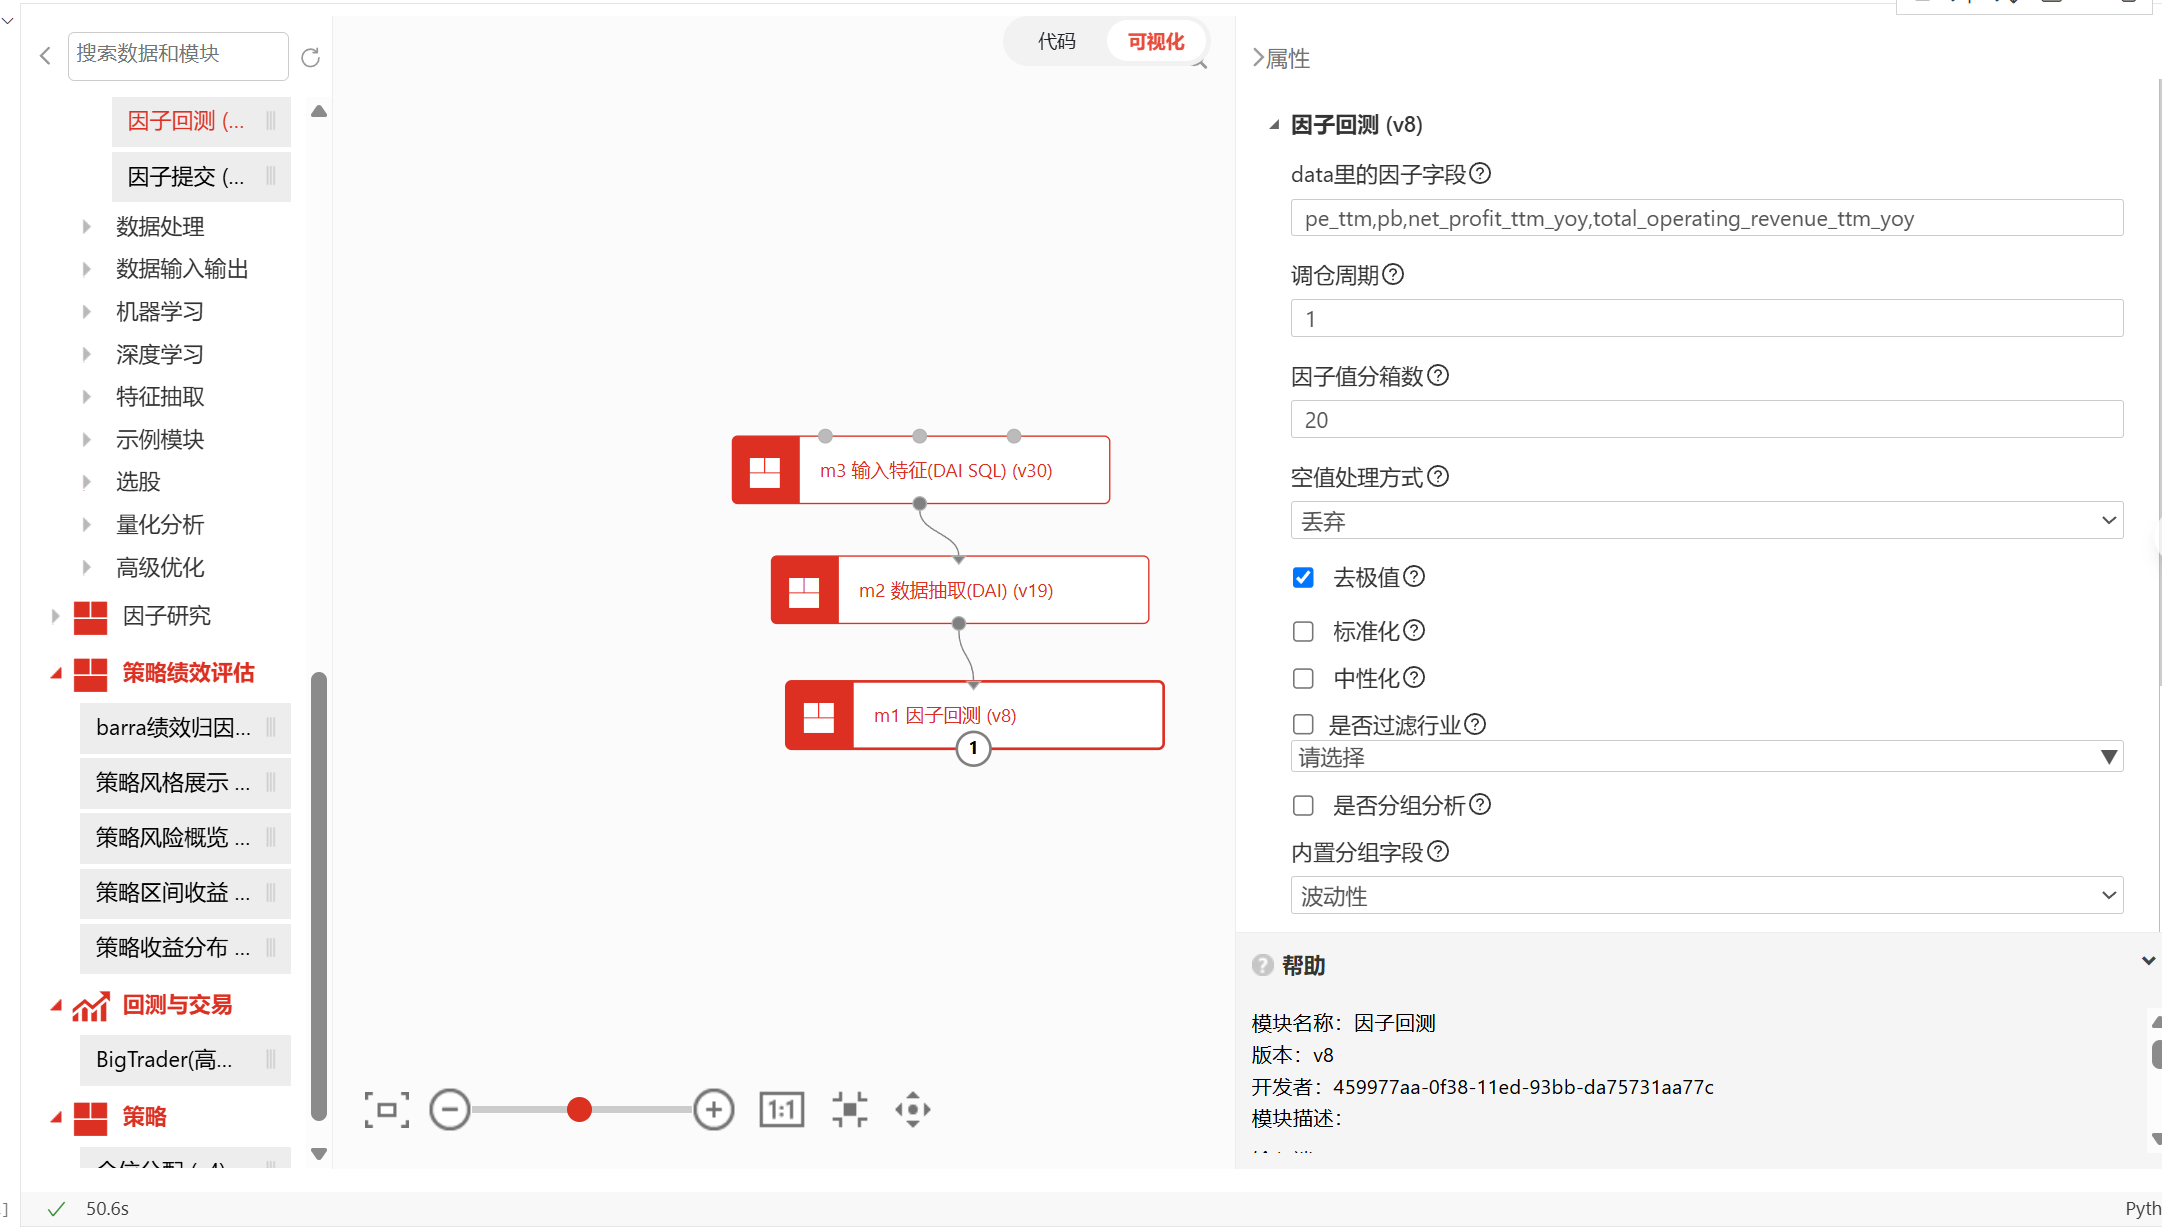 搜索数据和模块
因子回测 (...
因子提交 (...
数据处理
数据输入输出
机器学习
深度学习
特征抽取
示例模块
选股
量化分析
高级优化
因子研究
策略绩效评估
barra绩效归因...
策略风格展示 ...
策略风险概览 ...
策略区间收益 ...
策略收益分布 ...
回测与交易
BigTrader(高...
策略
代码
可视化
m3 输入特征(DAI SQL) (v30)
m2 数据抽取(DAI) (v19)
m1 因子回测 (v8)
1
1:1
属性
因子回测 (v8)
data里的因子字段
pe_ttm,pb,net_profit_ttm_yoy,total_operating_revenue_ttm_yoy
调仓周期
1
因子值分箱数
20
空值处理方式
丢弃
去极值
标准化
中性化
是否过滤行业
请选择
是否分组分析
内置分组字段
波动性
帮助
模块名称：因子回测
版本：v8
开发者：459977aa-0f38-11ed-93bb-da75731aa77c
模块描述：
50.6s
Pyth